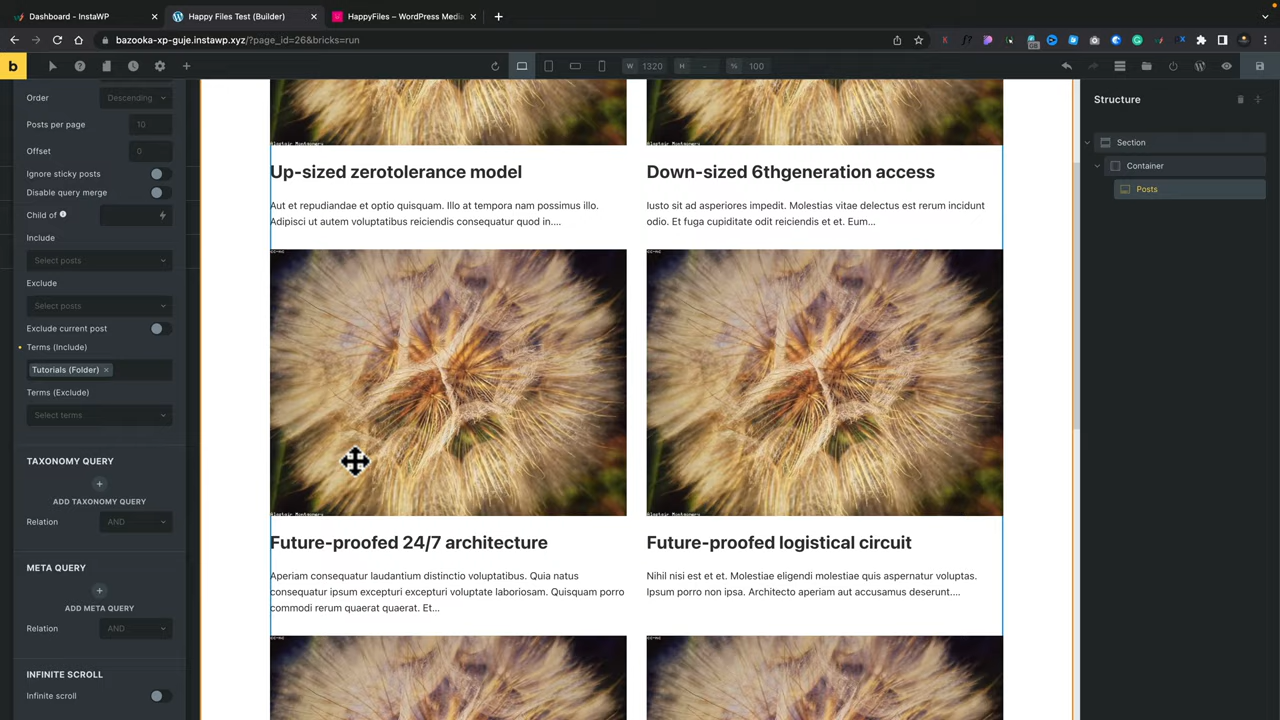 Dashboard - InstaWP
Happy Files Test (Builder)
HappyFiles – WordPress Media
bazooka-xp-guje.instawp.xyz/?page_id=26&bricks=run
b
W 1320 H – % 100
Order Descending
Posts per page 10
Offset 0
Ignore sticky posts
Disable query merge
Child of
Include
Select posts
Exclude
Select posts
Exclude current post
Terms (Include)
Tutorials (Folder) ×
Terms (Exclude)
Select terms
TAXONOMY QUERY
ADD TAXONOMY QUERY
Relation AND
META QUERY
ADD META QUERY
Relation AND
INFINITE SCROLL
Infinite scroll
Alastair Montgomery
Alastair Montgomery
Up-sized zerotolerance model
Aut et repudiandae et optio quisquam. Illo at tempora nam possimus illo.
Adipisci ut autem voluptatibus reiciendis consequatur quod in....
Down-sized 6thgeneration access
Iusto sit ad asperiores impedit. Molestias vitae delectus est rerum incidunt
odio. Et fuga cupiditate odit reiciendis et et. Eum...
Alastair Montgomery
Alastair Montgomery
Future-proofed 24/7 architecture
Aperiam consequatur laudantium distinctio voluptatibus. Quia natus
consequatur ipsum excepturi excepturi voluptate laboriosam. Quisquam porro
commodi rerum quaerat quaerat. Et...
Future-proofed logistical circuit
Nihil nisi est et et. Molestiae eligendi molestiae quis aspernatur voluptas.
Ipsum porro non ipsa. Architecto aperiam aut accusamus deserunt....
Structure
Section
Container
Posts